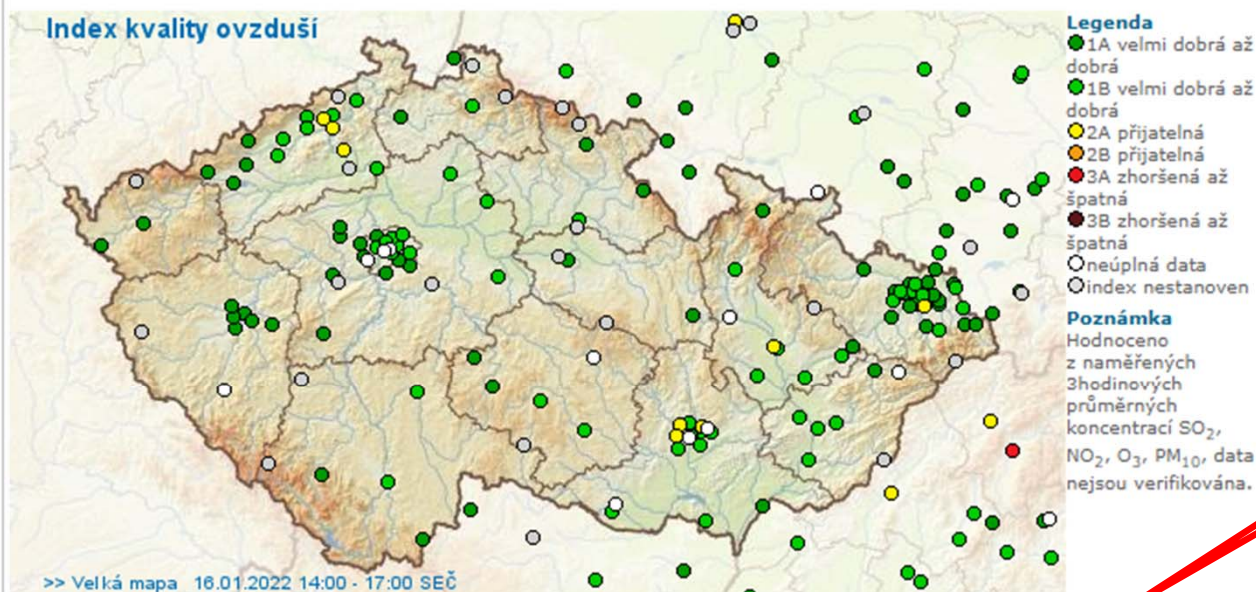 Index kvality ovzduší
Legenda
1A velmi dobrá až
dobrá
1B velmi dobrá až
dobrá
2A přijatelná
2B přijatelná
3A zhoršená až
špatná
3B zhoršená až
špatná
neúplná data
index nestanoven
Poznámka
Hodnoceno
z naměřených
3hodinových
průměrných
koncentrací SO₂,
NO₂, O₃, PM₁₀, data
nejsou verifikována.
>> Velká mapa 16.01.2022 14:00 - 17:00 SEČ